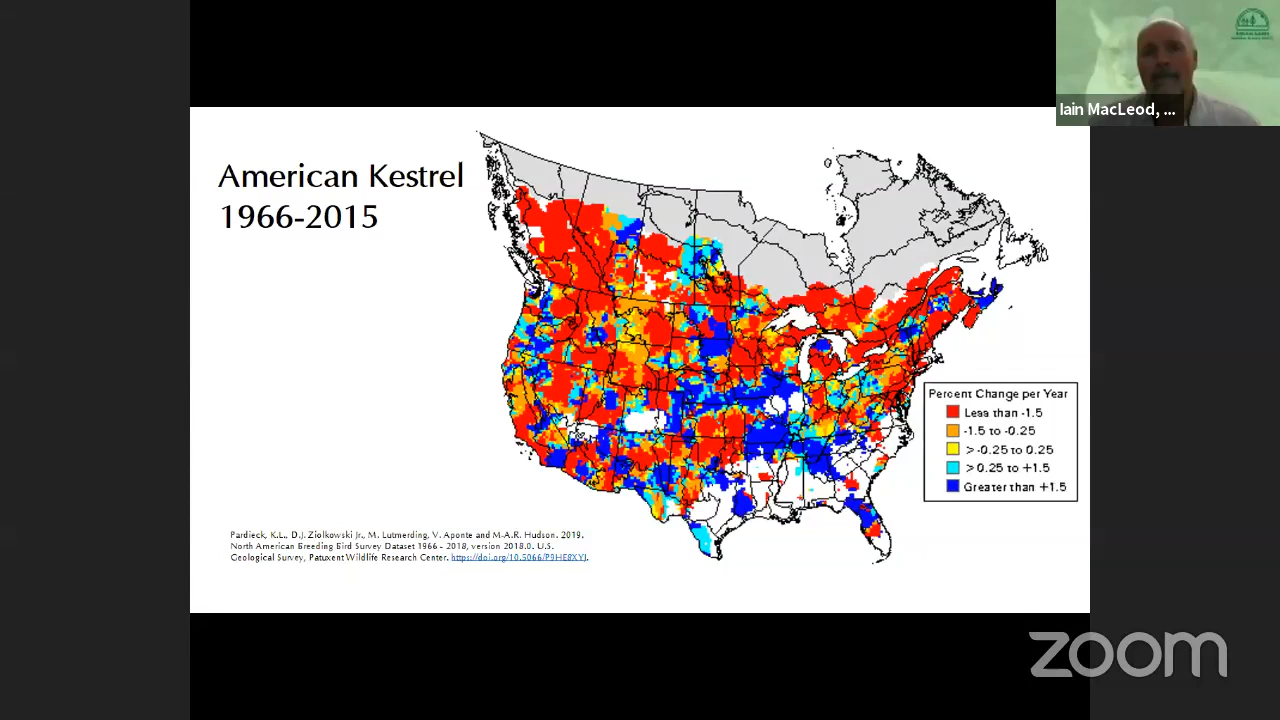 American Kestrel
1966-2015
Percent Change per Year
Less than -1.5
-1.5 to -0.25
> -0.25 to 0.25
> 0.25 to +1.5
Greater than +1.5
Pardieck, K.L., D.J. Ziolkowski Jr., M. Lutmerding, V. Aponte and M-A.R. Hudson. 2019.
North American Breeding Bird Survey Dataset 1966 - 2018, version 2018.0. U.S.
Geological Survey, Patuxent Wildlife Research Center. https://doi.org/10.5066/P9HE8XYJ.
Iain MacLeod, ...
zoom